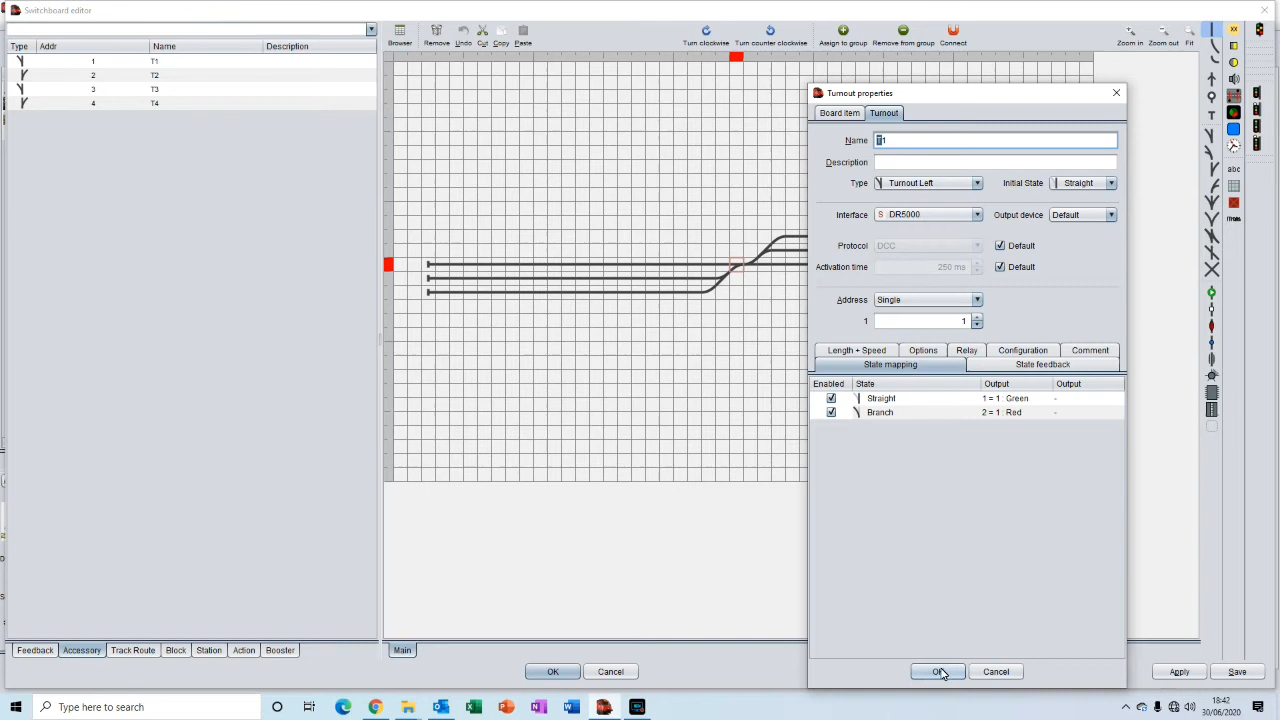 Switchboard editor
Type Addr Name Description
1 T1
2 T2
3 T3
4 T4
Browser Remove Undo Cut Copy Paste Turn clockwise Turn counter clockwise Assign to group Remove from group Connect Zoom in Zoom out Fit
T
abc
Turnout properties
Board item Turnout
Name T1
Description
Type Turnout Left Initial State Straight
Interface S DR5000 Output device Default
Protocol DCC Default
Activation time 250 ms Default
Address Single
1 1
Length + Speed Options Relay Configuration Comment
State mapping State feedback
Enabled State Output Output
Straight 1 = 1 : Green -
Branch 2 = 1 : Red -
OK Cancel
Feedback Accessory Track Route Block Station Action Booster
Main
OK Cancel
Apply Save
Type here to search
18:42
30/06/2020